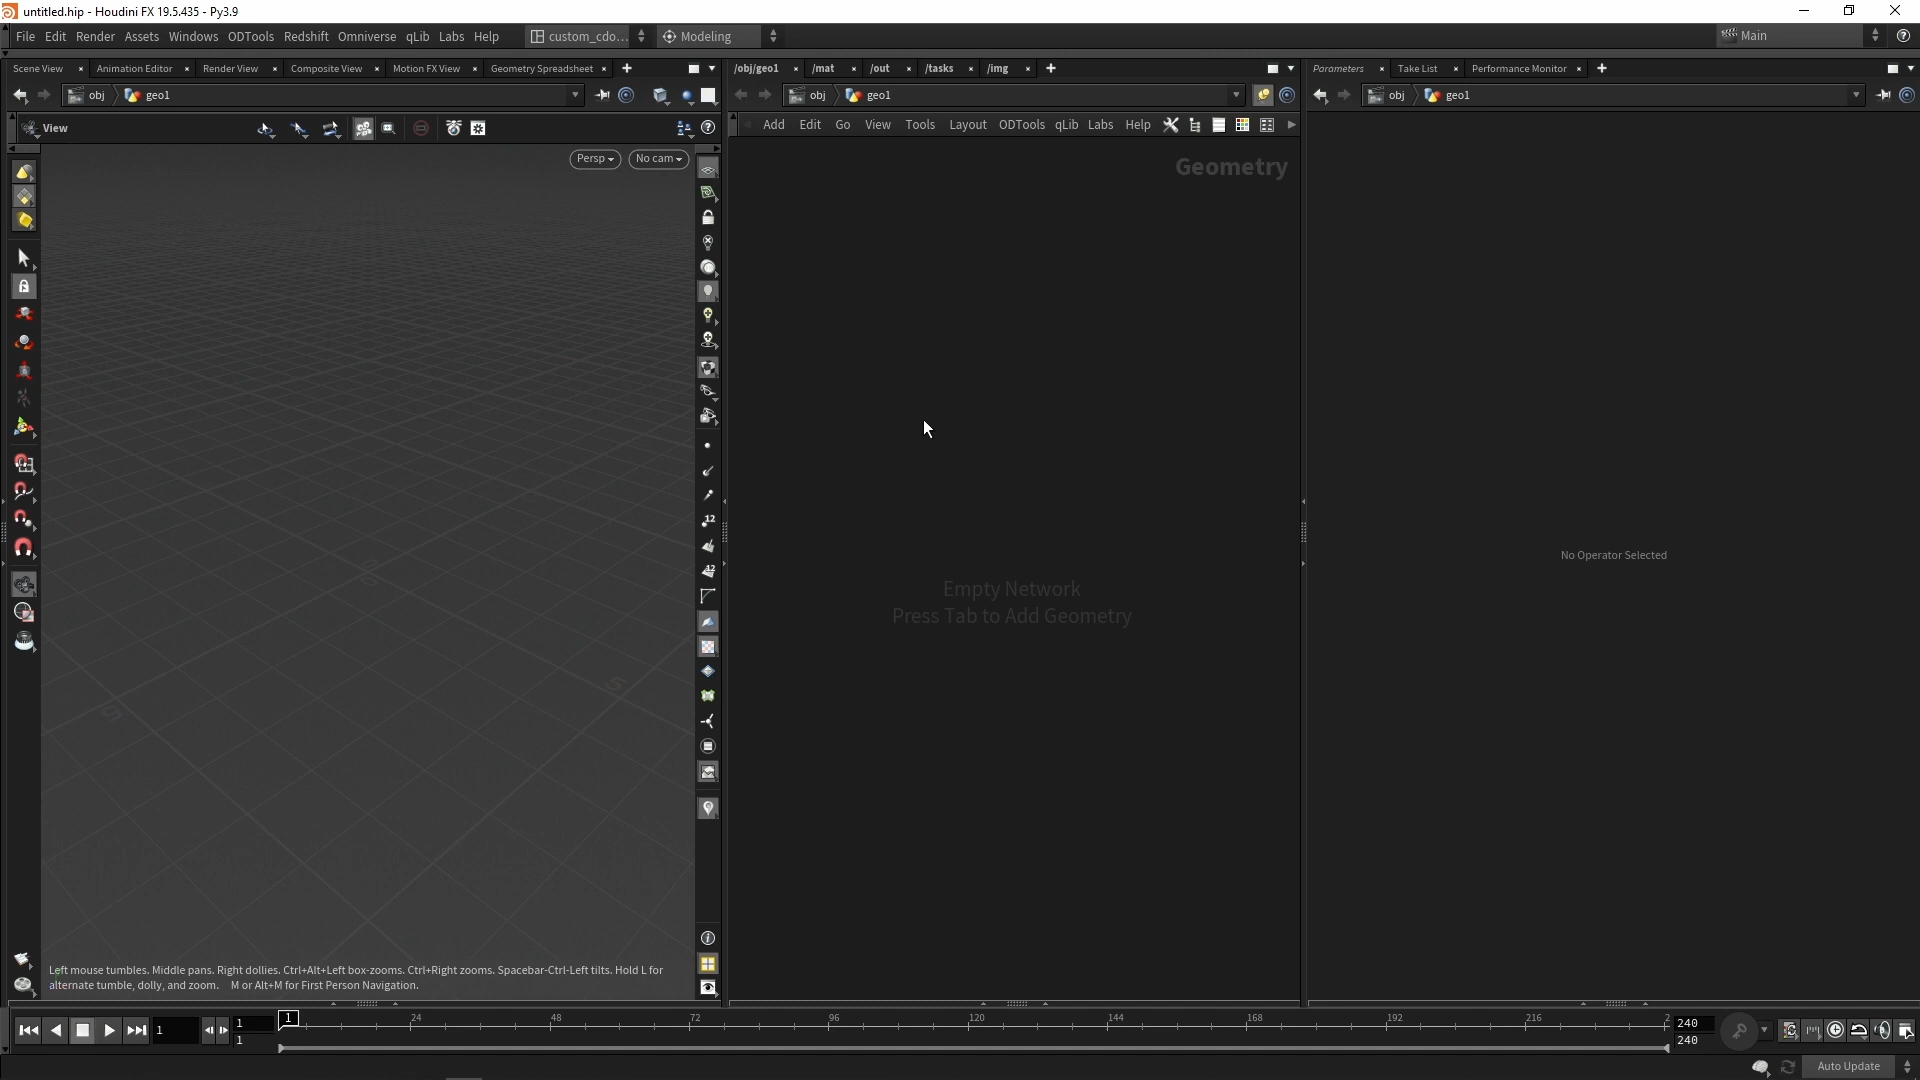 untitled.hip - Houdini FX 19.5.435 - Py3.9
File Edit Render Assets Windows ODTools Redshift Omniverse qLib Labs Help custom_cdo... Modeling Main
Scene View Animation Editor Render View Composite View Motion FX View Geometry Spreadsheet
/obj/geo1 /mat /out /tasks /img
Parameters Take List Performance Monitor
obj geo1
obj geo1
obj geo1
View
Add Edit Go View Tools Layout ODTools qLib Labs Help
Persp No cam
Geometry
12
12
5
5
No Operator Selected
Empty Network
Press Tab to Add Geometry
Left mouse tumbles. Middle pans. Right dollies. Ctrl+Alt+Left box-zooms. Ctrl+Right zooms. Spacebar-Ctrl-Left tilts. Hold L for
alternate tumble, dolly, and zoom. M or Alt+M for First Person Navigation.
1 1 1 24 48 72 96 120 144 168 192 216 2 240
1 240
Auto Update